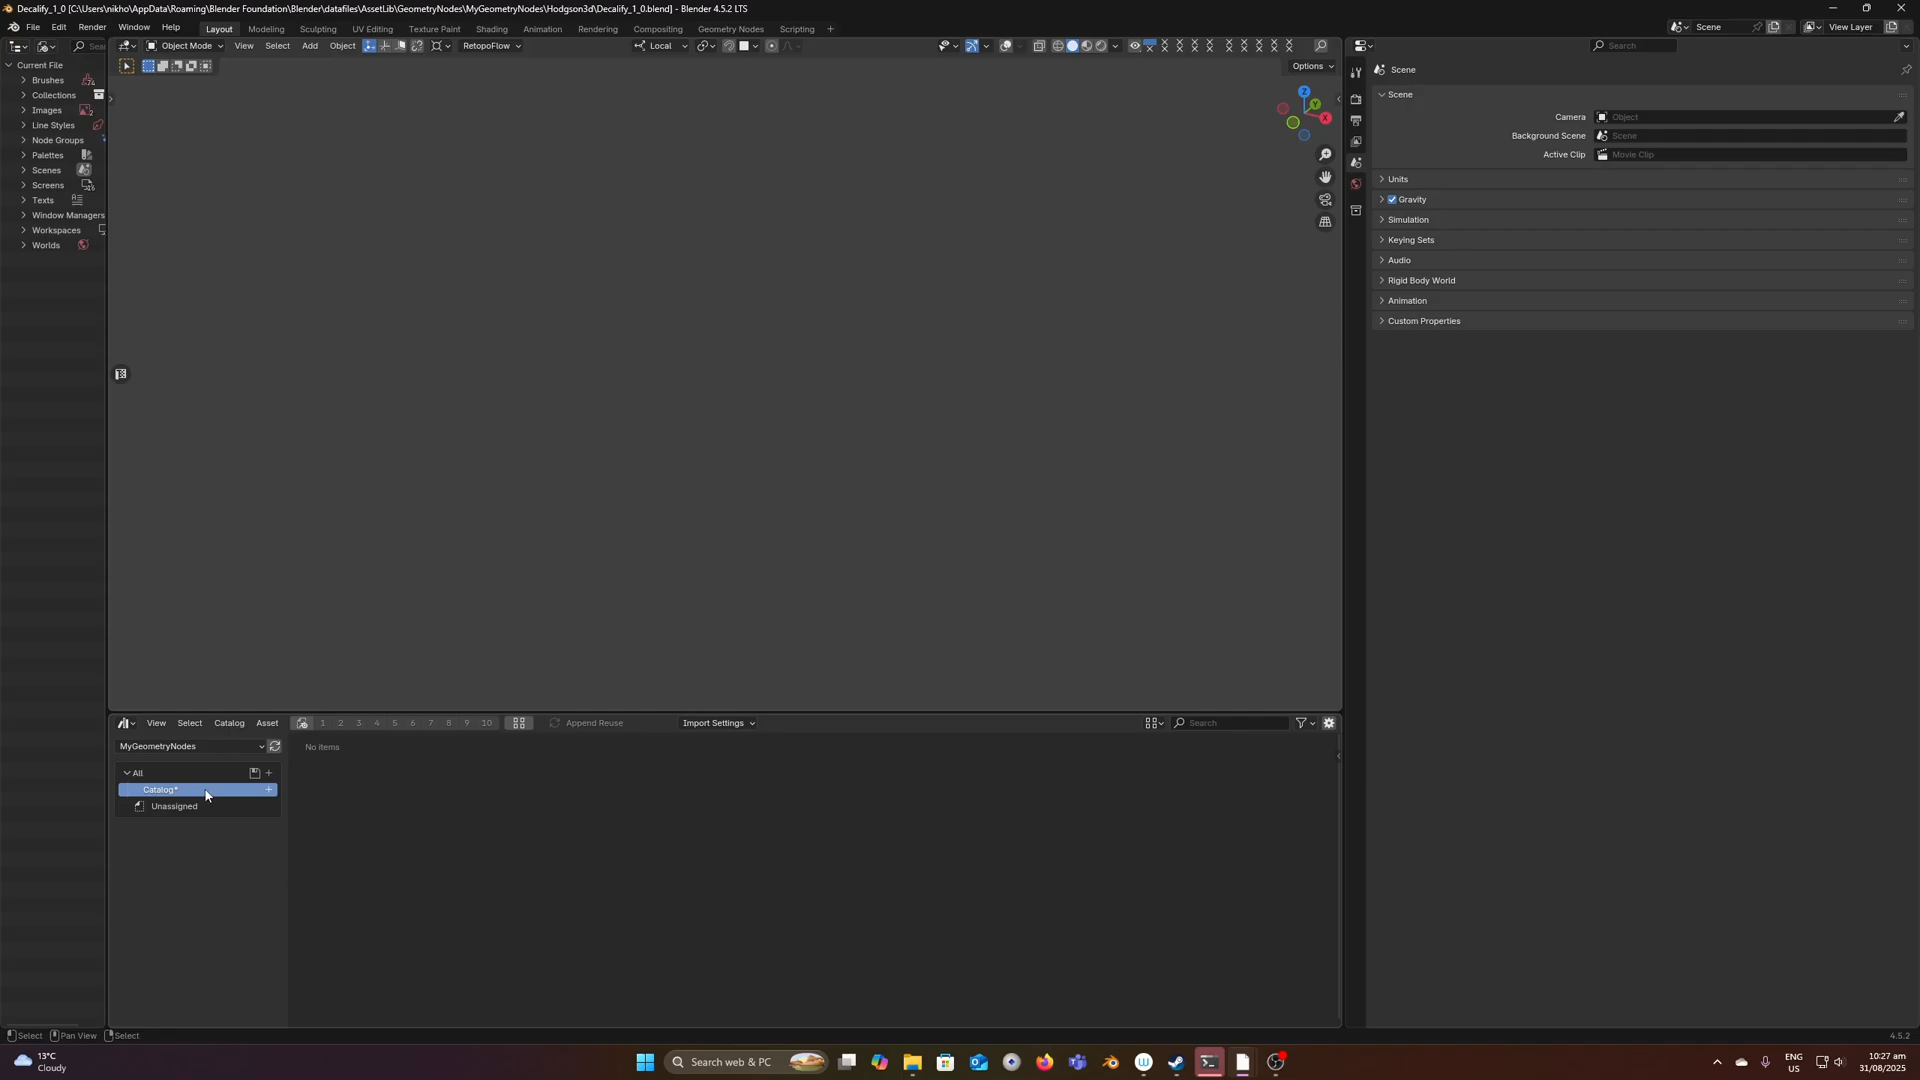 Decalify_1_0 [C:\Users\nikho\AppData\Roaming\Blender Foundation\Blender\datafiles\AssetLib\GeometryNodes\MyGeometryNodes\Hodgson3d\Decalify_1_0.blend] - Blender 4.5.2 LTS
File Edit Render Window Help Layout Modeling Sculpting UV Editing Texture Paint Shading Animation Rendering Compositing Geometry Nodes Scripting + Scene View Layer
Sear Object Mode View Select Add Object RetopoFlow Local Search
Options
Current File
Brushes
Collections
Images 2
Line Styles
Node Groups
Palettes
Scenes
Screens
Texts
Window Managers
Workspaces
Worlds
Z
Y
X
Scene
Scene
Camera Object
Background Scene Scene
Active Clip Movie Clip
Units
Gravity
Simulation
Keying Sets
Audio
Rigid Body World
Animation
Custom Properties
View Select Catalog Asset 1 2 3 4 5 6 7 8 9 10 Append Reuse Import Settings Search
MyGeometryNodes
No items
All
Catalog*
Unassigned
Select Pan View Select 4.5.2
13°C
Cloudy
Search web & PC
ENG
US
10:27 am
31/08/2025